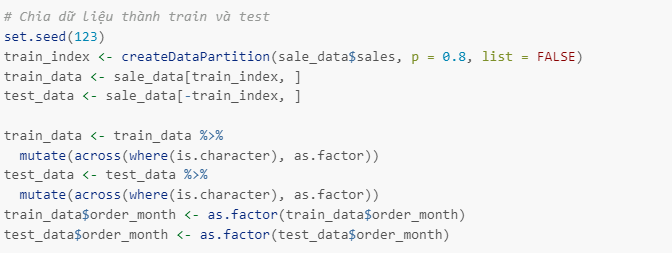 # Chia dữ liệu thành train và test
set.seed(123)
train_index <- createDataPartition(sale_data$sales, p = 0.8, list = FALSE)
train_data <- sale_data[train_index, ]
test_data <- sale_data[-train_index, ]
train_data <- train_data %>%
  mutate(across(where(is.character), as.factor))
test_data <- test_data %>%
  mutate(across(where(is.character), as.factor))
train_data$order_month <- as.factor(train_data$order_month)
test_data$order_month <- as.factor(test_data$order_month)